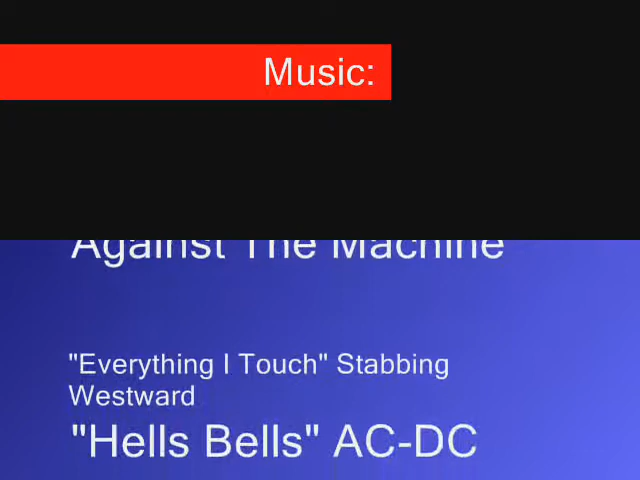 Music:
Against The Machine
"Everything I Touch" Stabbing
Westward
"Hells Bells" AC-DC